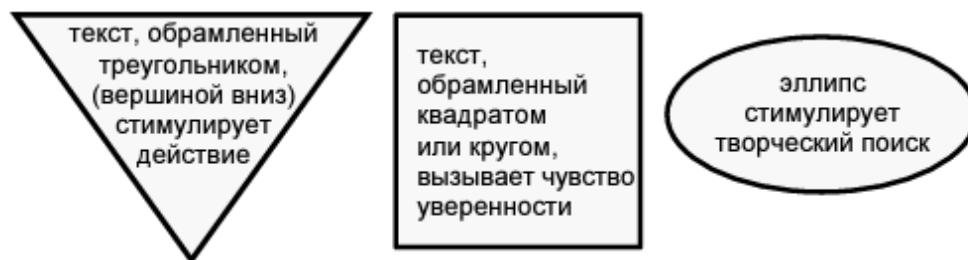 текст, обрамленный
треугольником,
(вершиной вниз)
стимулирует
действие
текст,
обрамленный
квадратом
или кругом,
вызывает чувство
уверенности
эллипс
стимулирует
творческий поиск